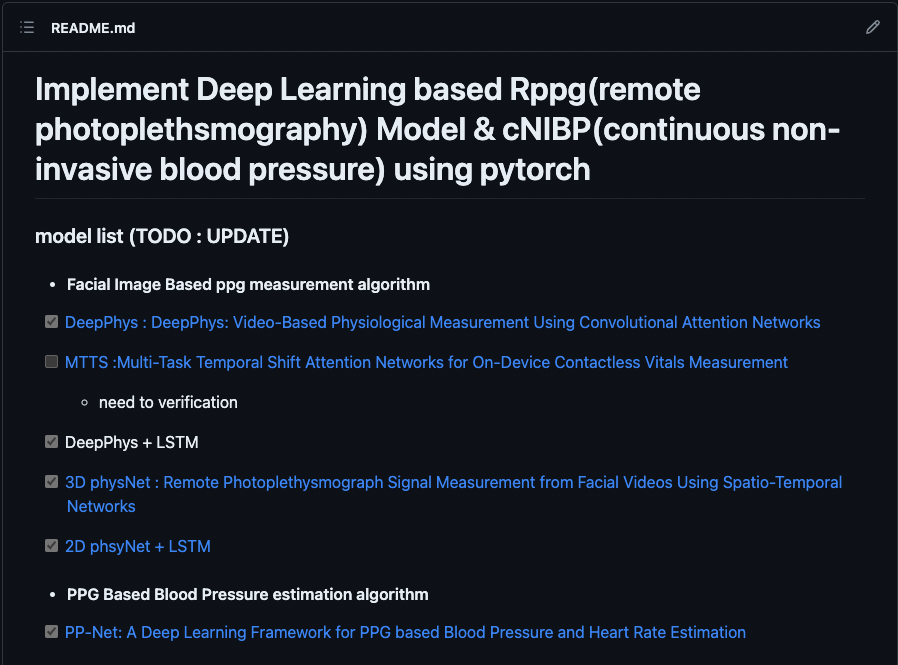 README.md
Implement Deep Learning based Rppg(remote
photoplethsmography) Model & cNIBP(continuous non-
invasive blood pressure) using pytorch
model list (TODO : UPDATE)
Facial Image Based ppg measurement algorithm
DeepPhys : DeepPhys: Video-Based Physiological Measurement Using Convolutional Attention Networks
MTTS :Multi-Task Temporal Shift Attention Networks for On-Device Contactless Vitals Measurement
need to verification
DeepPhys + LSTM
3D physNet : Remote Photoplethysmograph Signal Measurement from Facial Videos Using Spatio-Temporal
Networks
2D phsyNet + LSTM
PPG Based Blood Pressure estimation algorithm
PP-Net: A Deep Learning Framework for PPG based Blood Pressure and Heart Rate Estimation